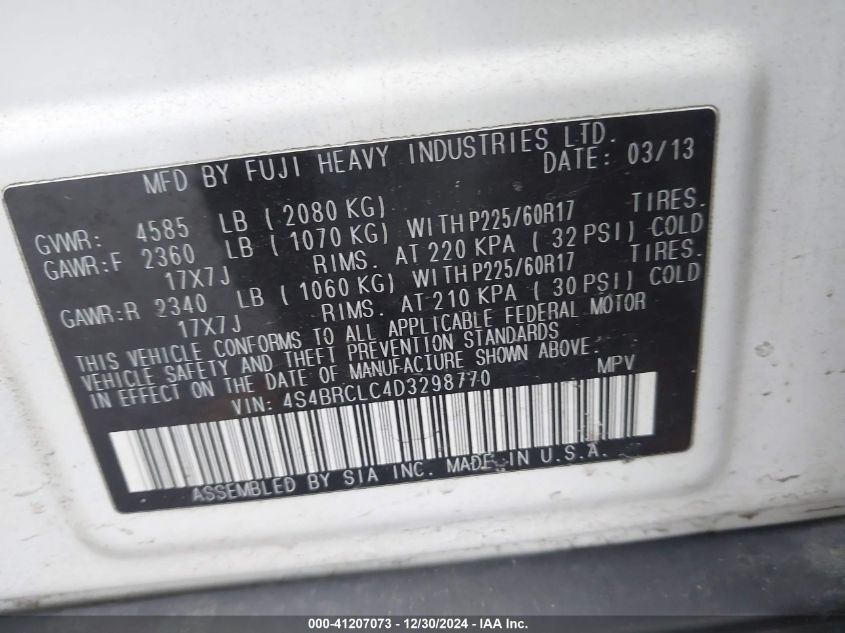 MFD BY FUJI HEAVY INDUSTRIES LTD.
DATE: 03/13
GVWR: 4585 LB ( 2080 KG)
GAWR:F 2360 LB ( 1070 KG) WITH P225/60R17 TIRES.
17X7J RIMS. AT 220 KPA ( 32 PSI) COLD
GAWR:R 2340 LB ( 1060 KG) WITH P225/60R17 TIRES.
17X7J RIMS. AT 210 KPA ( 30 PSI) COLD
THIS VEHICLE CONFORMS TO ALL APPLICABLE FEDERAL MOTOR
VEHICLE SAFETY AND THEFT PREVENTION STANDARDS
IN EFFECT ON THE DATE OF MANUFACTURE SHOWN ABOVE.
VIN: 4S4BRCLC4D3298770 MPV
ASSEMBLED BY SIA INC. MADE IN U.S.A.
000-41207073 - 12/30/2024 - IAA Inc.